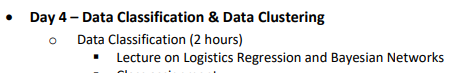 • Day 4 – Data Classification & Data Clustering
o Data Classification (2 hours)
▪ Lecture on Logistics Regression and Bayesian Networks